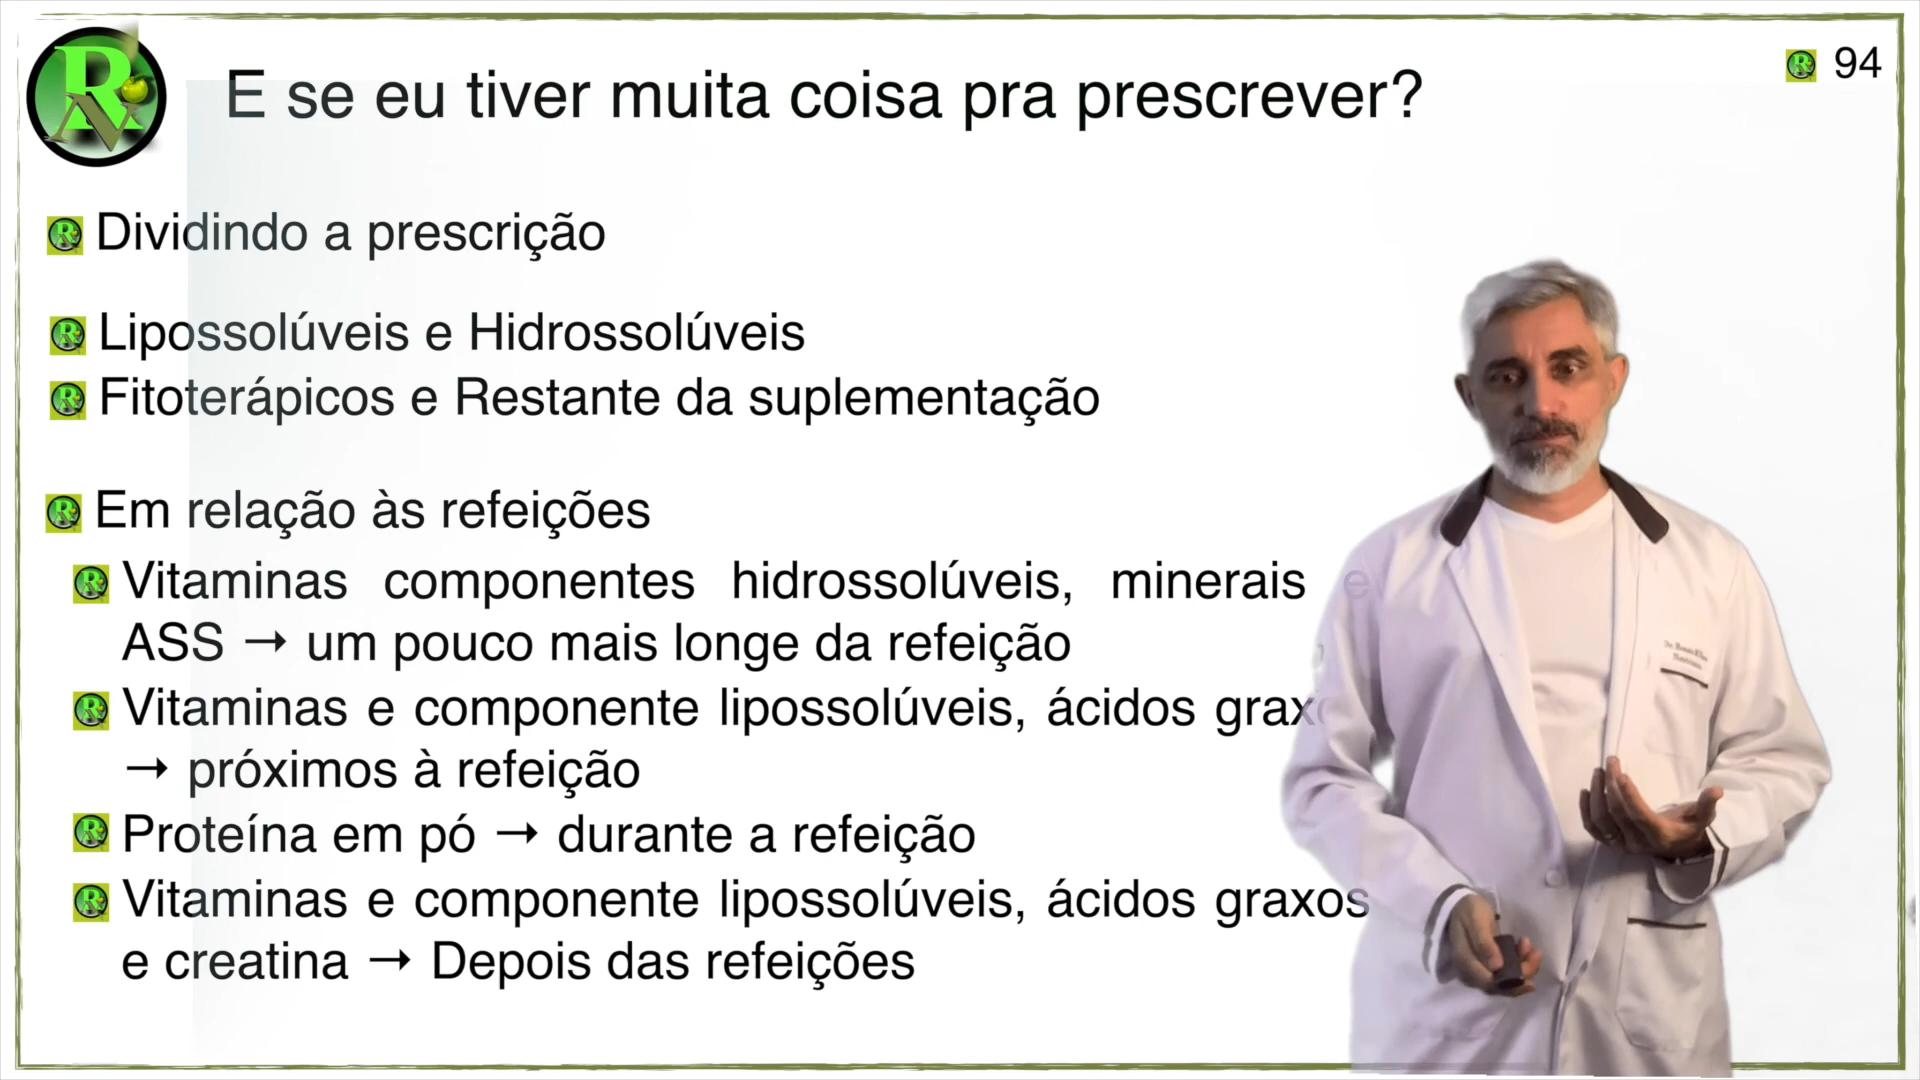 E se eu tiver muita coisa pra prescrever?
94
Dividindo a prescrição
Lipossolúveis e Hidrossolúveis
Fitoterápicos e Restante da suplementação
Em relação às refeições
Vitaminas componentes hidrossolúveis, minerais e
ASS → um pouco mais longe da refeição
Vitaminas e componente lipossolúveis, ácidos
→ próximos à refeição
Proteína em pó → durante a refeição
Vitaminas e componente lipossolúveis, ácidos graxos
e creatina → Depois das refeições